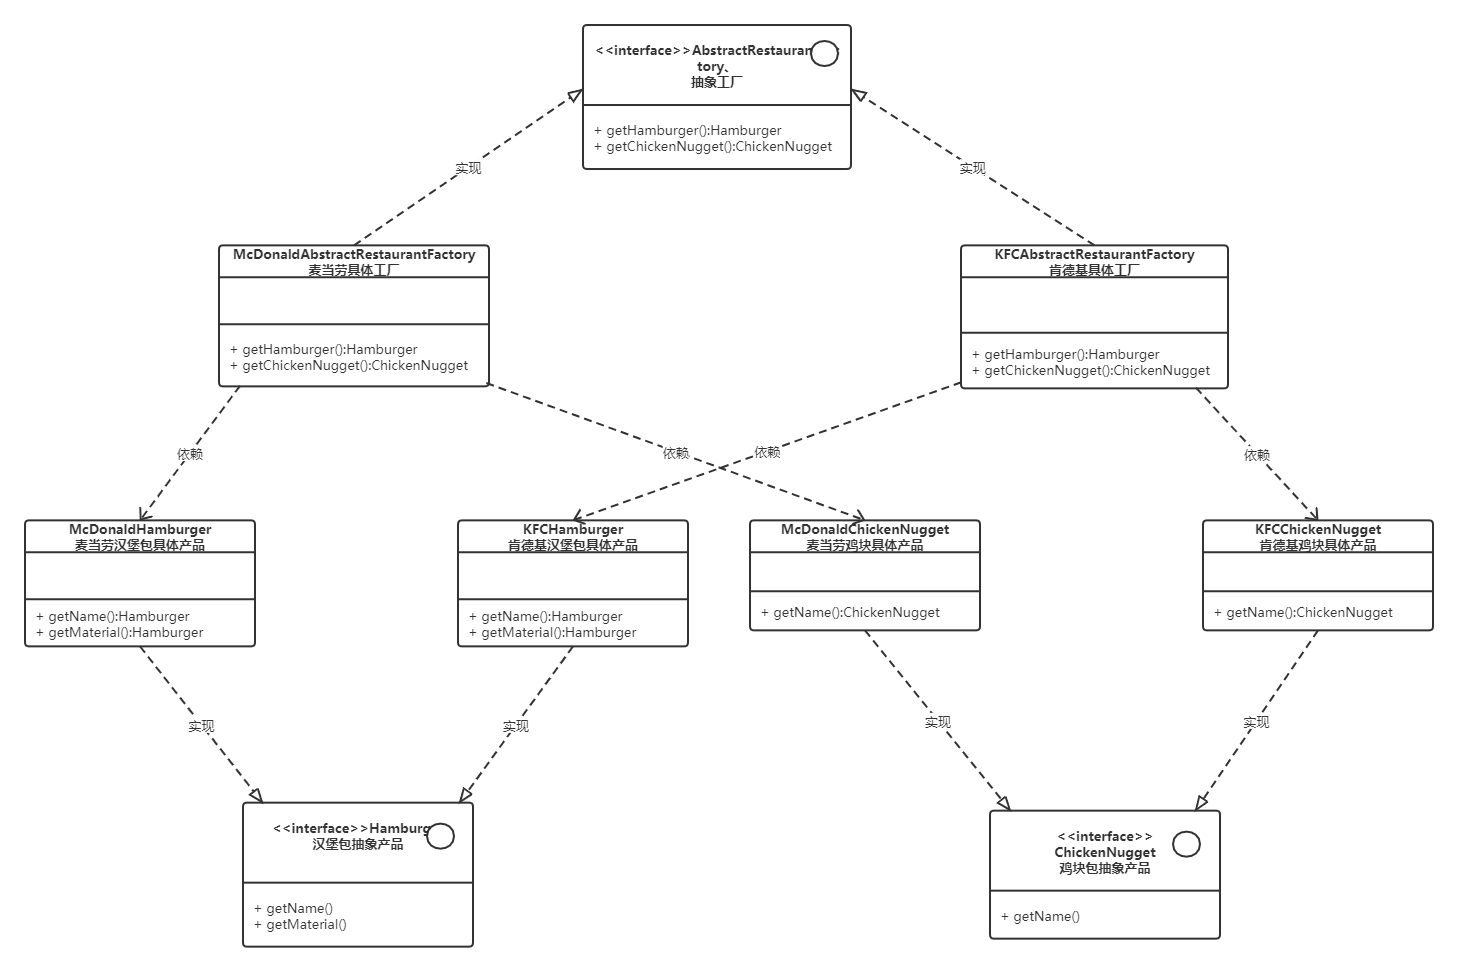 <<interface>>AbstractRestauran
tory、
抽象工厂
+ getHamburger():Hamburger
+ getChickenNugget():ChickenNugget
实现
实现
McDonaldAbstractRestaurantFactory
麦当劳具体工厂
+ getHamburger():Hamburger
+ getChickenNugget():ChickenNugget
KFCAbstractRestaurantFactory
肯德基具体工厂
+ getHamburger():Hamburger
+ getChickenNugget():ChickenNugget
依赖
依赖
依赖
依赖
McDonaldHamburger
麦当劳汉堡包具体产品
+ getName():Hamburger
+ getMaterial():Hamburger
KFCHamburger
肯德基汉堡包具体产品
+ getName():Hamburger
+ getMaterial():Hamburger
McDonaldChickenNugget
麦当劳鸡块具体产品
+ getName():ChickenNugget
KFCChickenNugget
肯德基鸡块具体产品
+ getName():ChickenNugget
实现
实现
实现
实现
<<interface>>Hamburg
汉堡包抽象产品
+ getName()
+ getMaterial()
<<interface>>
ChickenNugget
鸡块包抽象产品
+ getName()